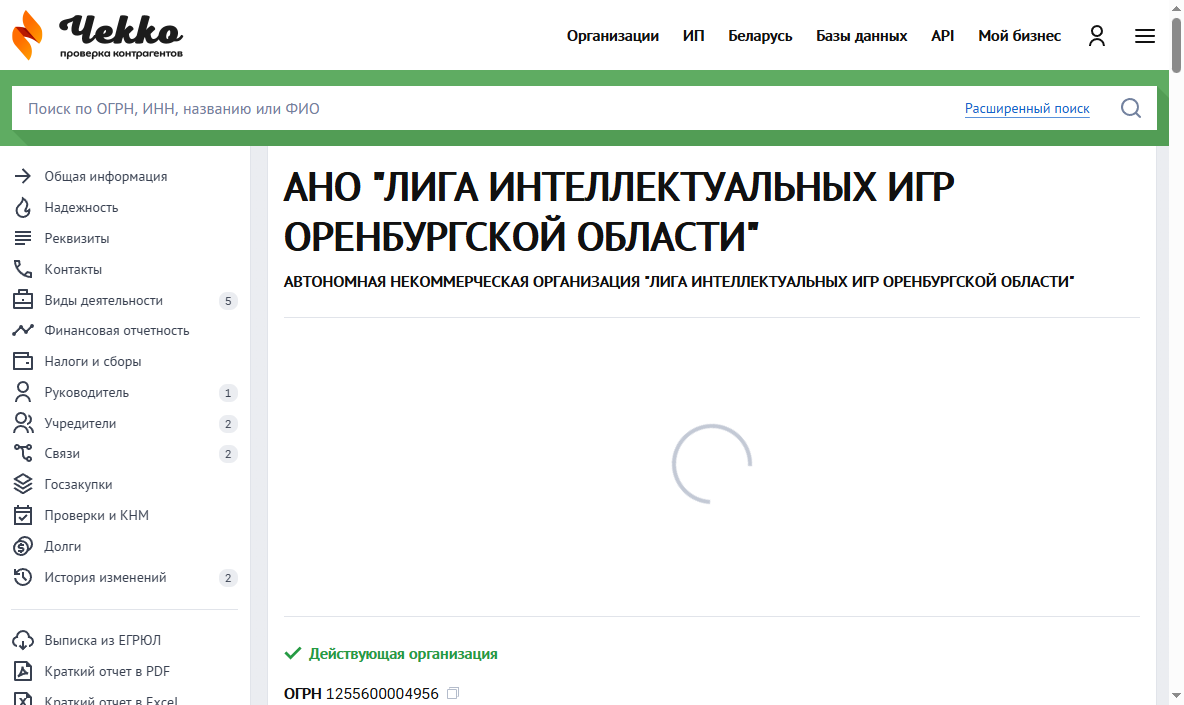 Чекко
проверка контрагентов
Организации ИП Беларусь Базы данных API Мой бизнес
Поиск по ОГРН, ИНН, названию или ФИО Расширенный поиск
Общая информация
Надежность
Реквизиты
Контакты
Виды деятельности 5
Финансовая отчетность
Налоги и сборы
Руководитель 1
Учредители 2
Связи 2
Госзакупки
Проверки и КНМ
Долги
История изменений 2
Выписка из ЕГРЮЛ
Краткий отчет в PDF
Краткий отчет в Excel
АНО "ЛИГА ИНТЕЛЛЕКТУАЛЬНЫХ ИГР
ОРЕНБУРГСКОЙ ОБЛАСТИ"
АВТОНОМНАЯ НЕКОММЕРЧЕСКАЯ ОРГАНИЗАЦИЯ "ЛИГА ИНТЕЛЛЕКТУАЛЬНЫХ ИГР ОРЕНБУРГСКОЙ ОБЛАСТИ"
Действующая организация
ОГРН 1255600004956